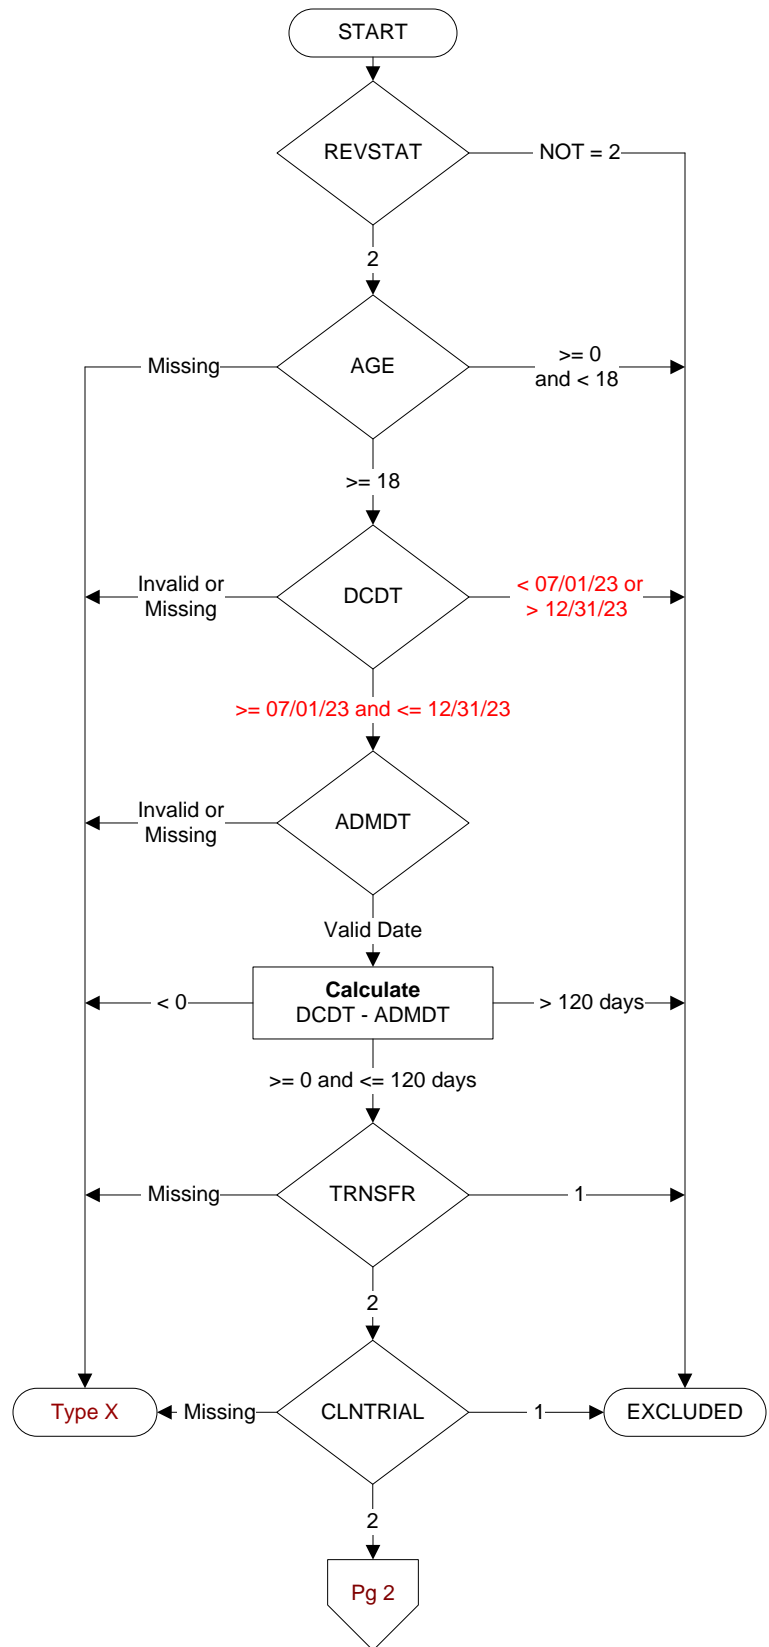 START
REVSTAT
NOT = 2
2
AGE
Missing
>= 0
and < 18
>= 18
DCDT
Invalid or
Missing
< 07/01/23 or
> 12/31/23
>= 07/01/23 and <= 12/31/23
ADMDT
Invalid or
Missing
Valid Date
Calculate
DCDT - ADMDT
< 0
> 120 days
>= 0 and <= 120 days
TRNSFR
Missing
1
2
Type X
Missing
CLNTRIAL
1
EXCLUDED
2
Pg 2